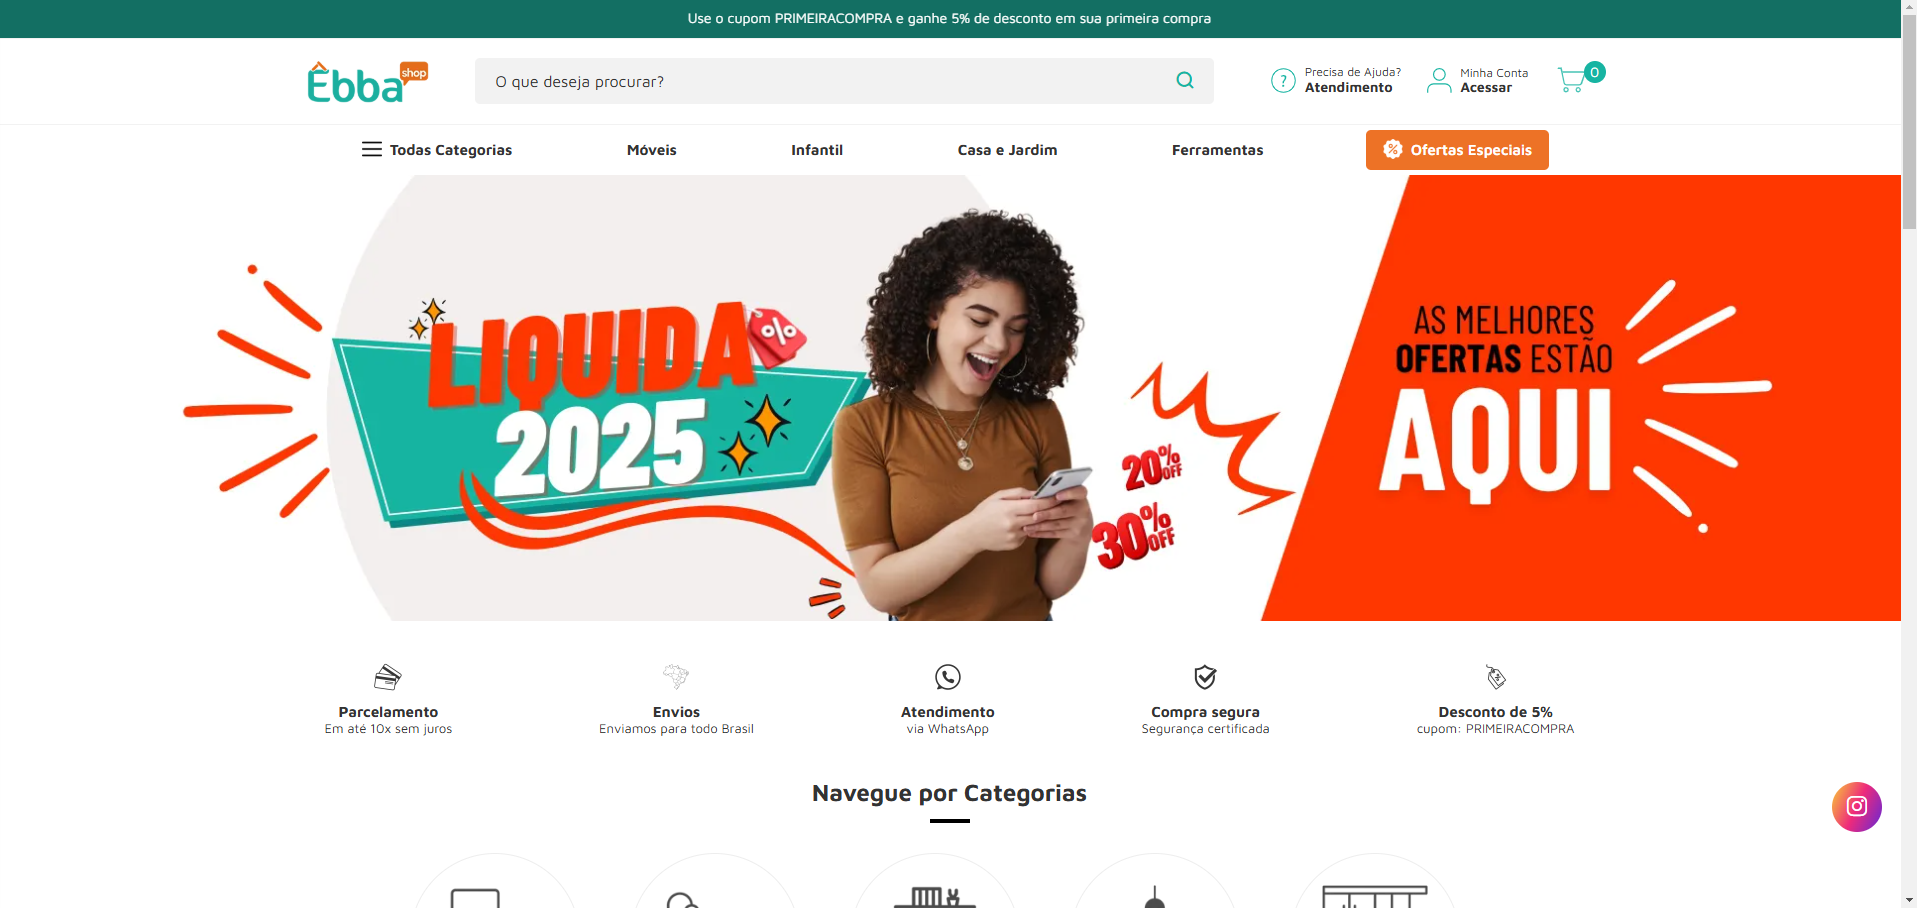 Use o cupom PRIMEIRACOMPRA e ganhe 5% de desconto em sua primeira compra
Êbba shop
O que deseja procurar?
?
Precisa de Ajuda?
Atendimento
Minha Conta
Acessar
0
Todas Categorias
Móveis
Infantil
Casa e Jardim
Ferramentas
% Ofertas Especiais
LIQUIDA %
2025
20% OFF
30% OFF
AS MELHORES
OFERTAS ESTÃO
AQUI
Parcelamento
Em até 10x sem juros
Envios
Enviamos para todo Brasil
Atendimento
via WhatsApp
Compra segura
Segurança certificada
Desconto de 5%
cupom: PRIMEIRACOMPRA
Navegue por Categorias